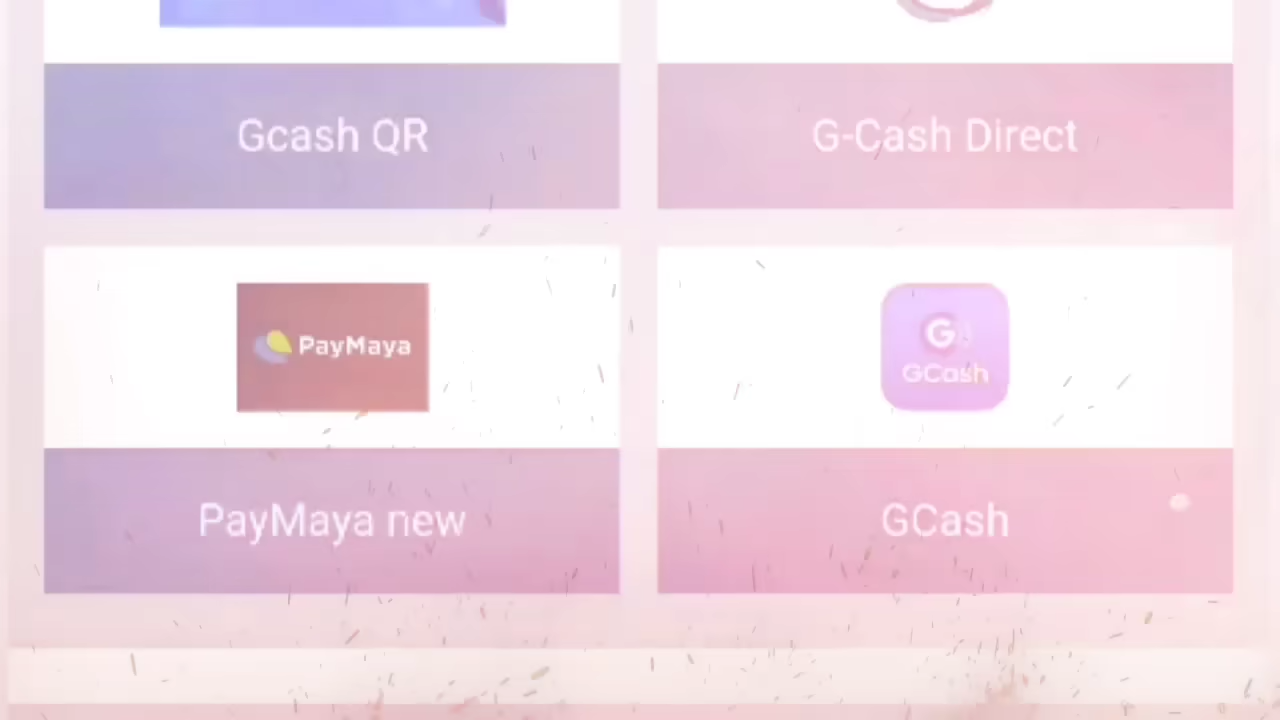 Gcash QR
G-Cash Direct
PayMaya
G
GCash
PayMaya new
GCash